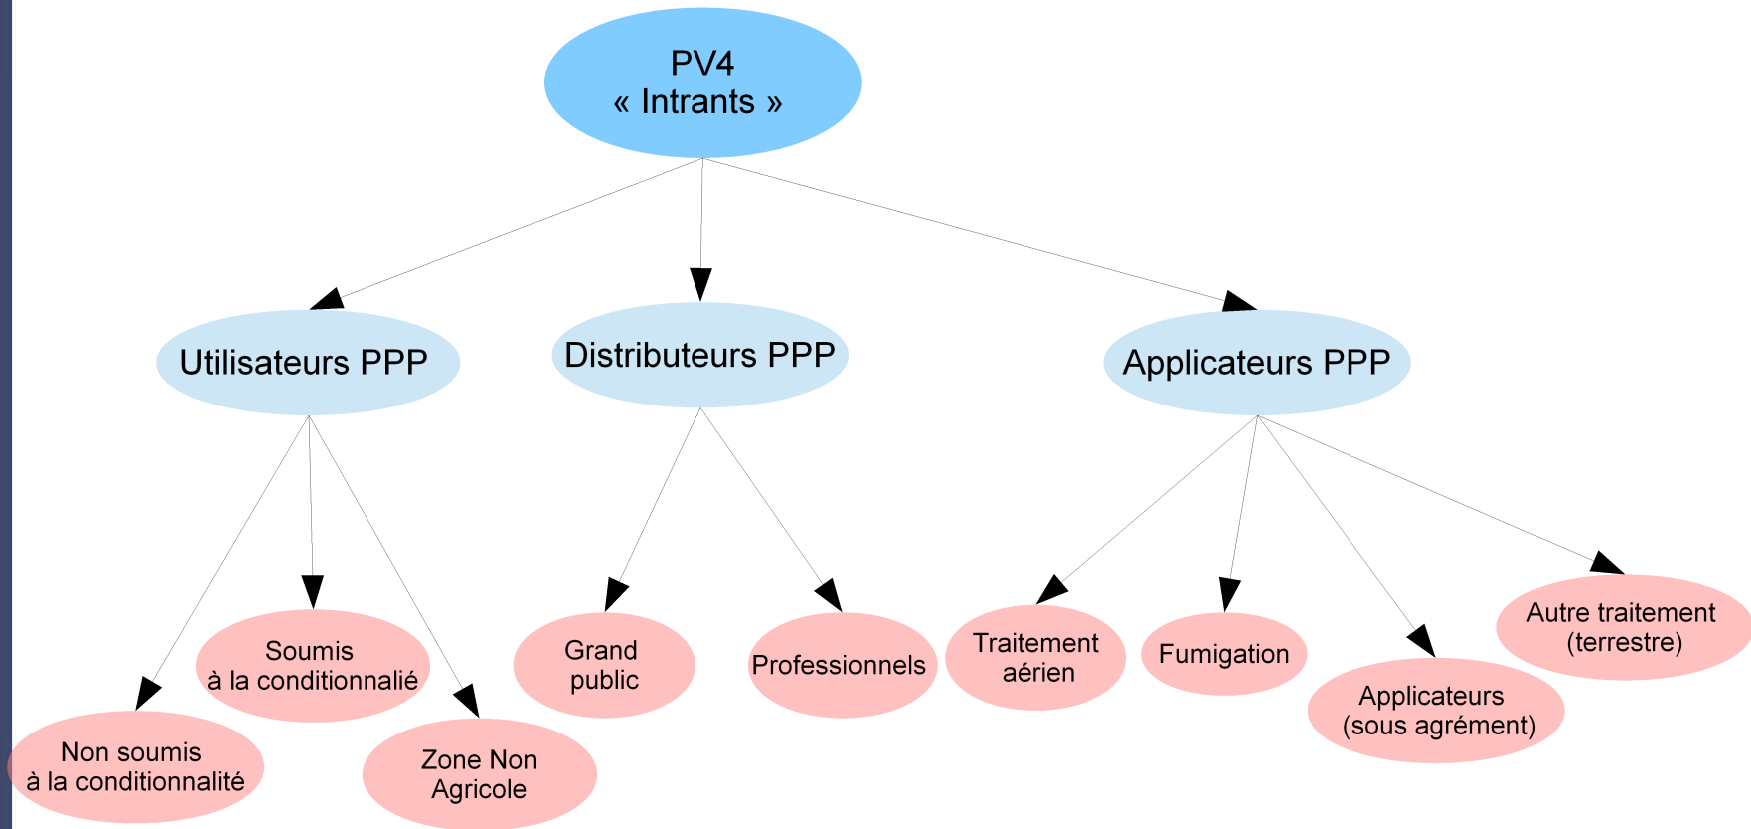 PV4
« Intrants »
Utilisateurs PPP
Distributeurs PPP
Applicateurs PPP
Non soumis
à la conditionnalité
Soumis
à la conditionnalié
Zone Non
Agricole
Grand
public
Professionnels
Traitement
aérien
Fumigation
Applicateurs
(sous agrément)
Autre traitement
(terrestre)